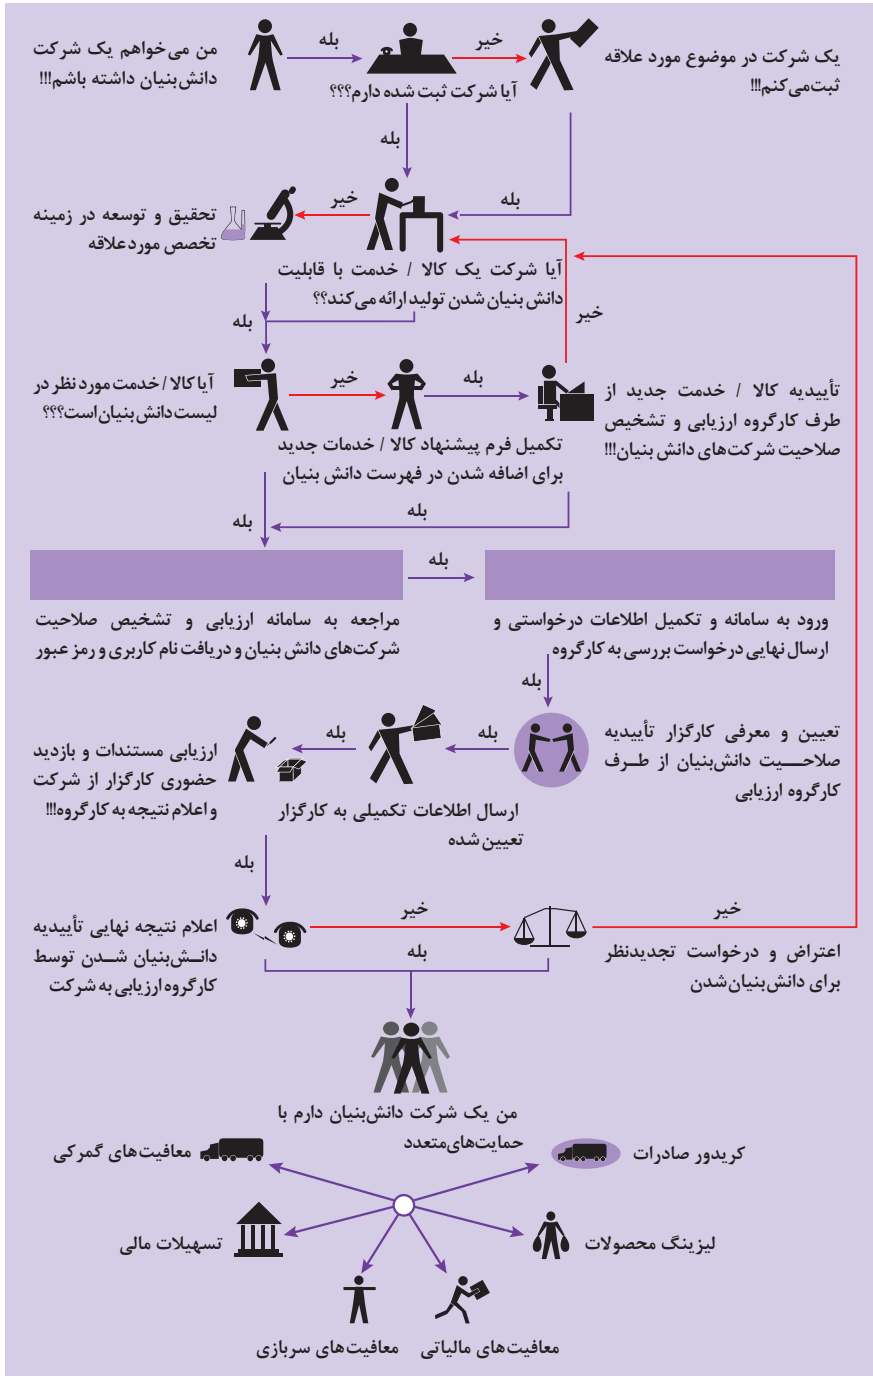 من می‌خواهم یک شرکت
دانش‌بنیان داشته باشم!!!
بله
آیا شرکت ثبت شده دارم؟؟؟
خیر
یک شرکت در موضوع مورد علاقه
ثبت‌می‌کنم!!!
بله
بله
خیر
تحقیق و توسعه در زمینه
تخصص موردعلاقه
آیا شرکت یک کالا / خدمت با قابلیت
دانش‌بنیان شدن تولید ارائه می‌کند؟؟
بله
خیر
آیا کالا / خدمت مورد نظر در
لیست دانش‌بنیان است؟؟؟
خیر
بله
تکمیل فرم پیشنهاد کالا / خدمات جدید
برای اضافه شدن در فهرست دانش بنیان
تأییدیه کالا / خدمت جدید از
طرف کارگروه ارزیابی و تشخیص
صلاحیت شرکت‌های دانش بنیان!!!
بله
بله
بله
مراجعه به سامانه ارزیابی و تشخیص صلاحیت
شرکت‌های دانش بنیان و دریافت نام کاربری و رمز عبور
ورود به سامانه و تکمیل اطلاعات درخواستی و
ارسال نهایی درخواست بررسی به کارگروه
بله
تعیین و معرفی کارگزار تأییدیه
صلاحـــیت دانش‌بنیان از طــرف
کارگروه ارزیابی
بله
ارسال اطلاعات تکمیلی به کارگزار
تعیین شده
بله
ارزیابی مستندات و بازدید
حضوری کارگزار از شرکت
و اعلام نتیجه به کارگروه!!!
بله
اعلام نتیجه نهایی تأییدیه
دانــش‌بنیان شــدن توسط
کارگروه ارزیابی به شرکت
خیر
بله
خیر
اعتراض و درخواست تجدیدنظر
برای دانش‌بنیان‌شدن
من یک شرکت دانش‌بنیان دارم با
حمایت‌های‌متعدد
کریدور صادرات
معافیت‌های گمرکی
لیزینگ محصولات
تسهیلات مالی
معافیت‌های مالیاتی
معافیت‌های سربازی